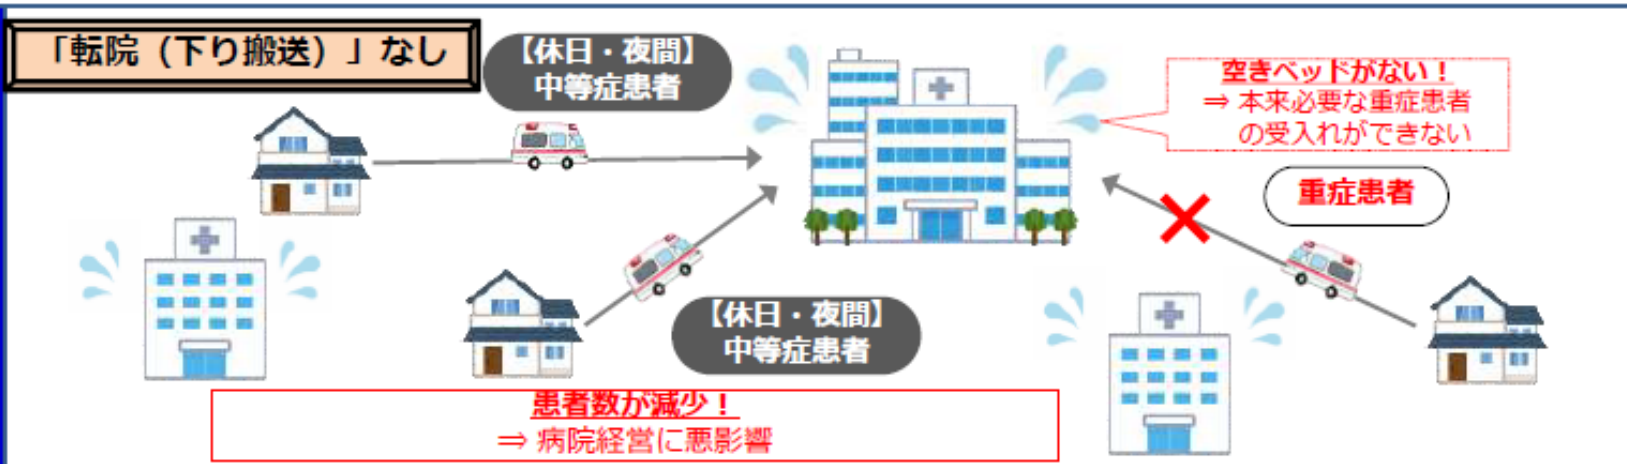 「転院（下り搬送）」なし
【休日・夜間】
中等症患者
空きベッドがない！
⇒ 本来必要な重症患者
の受入れができない
重症患者
【休日・夜間】
中等症患者
患者数が減少！
⇒ 病院経営に悪影響